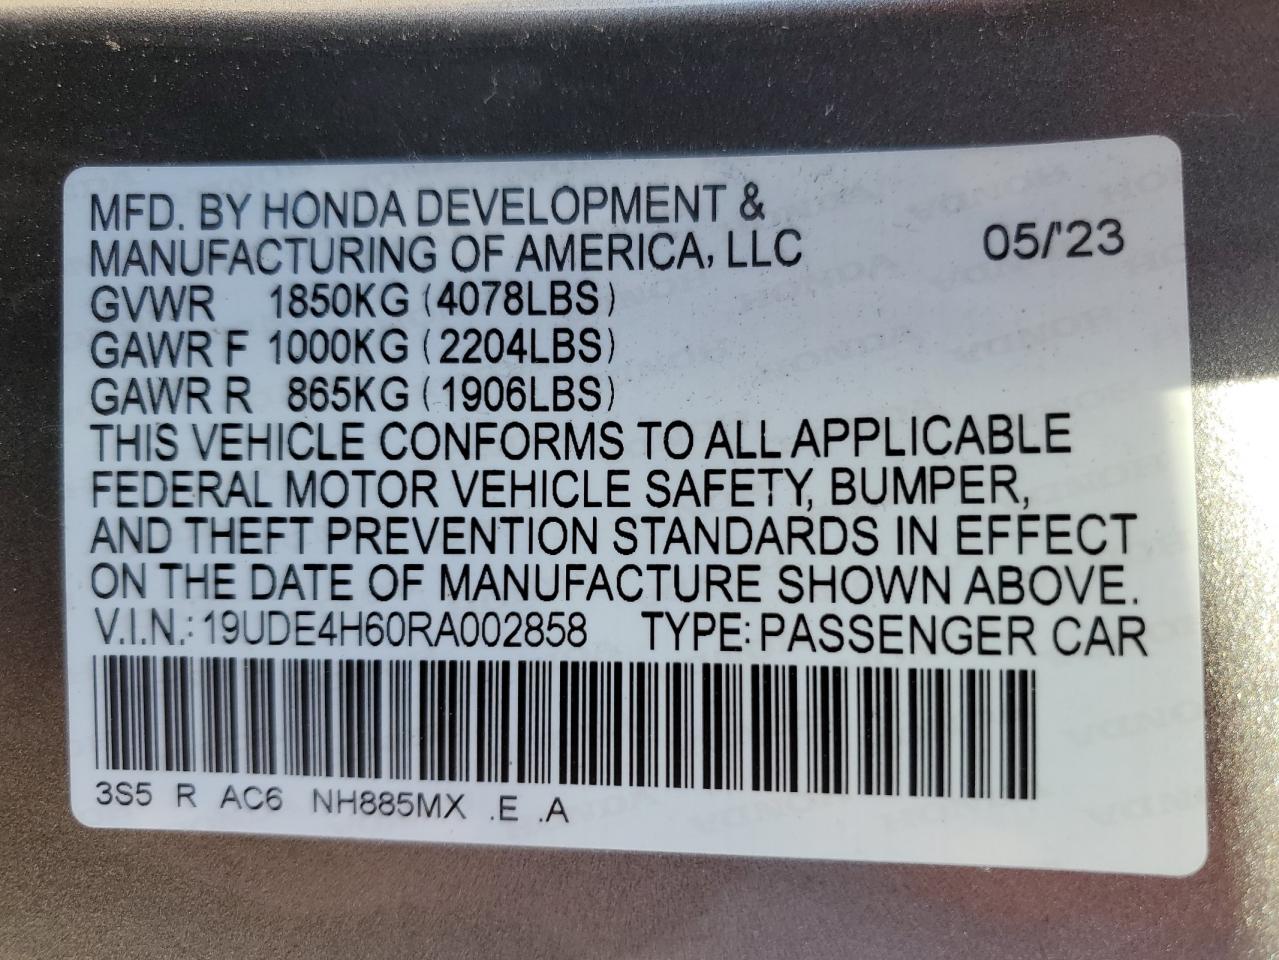 MFD. BY HONDA DEVELOPMENT &
MANUFACTURING OF AMERICA, LLC 05/'23
GVWR 1850KG (4078LBS)
GAWR F 1000KG (2204LBS)
GAWR R 865KG (1906LBS)
THIS VEHICLE CONFORMS TO ALL APPLICABLE
FEDERAL MOTOR VEHICLE SAFETY, BUMPER,
AND THEFT PREVENTION STANDARDS IN EFFECT
ON THE DATE OF MANUFACTURE SHOWN ABOVE.
V.I.N.: 19UDE4H60RA002858 TYPE: PASSENGER CAR
3S5 R AC6 NH885MX .E .A